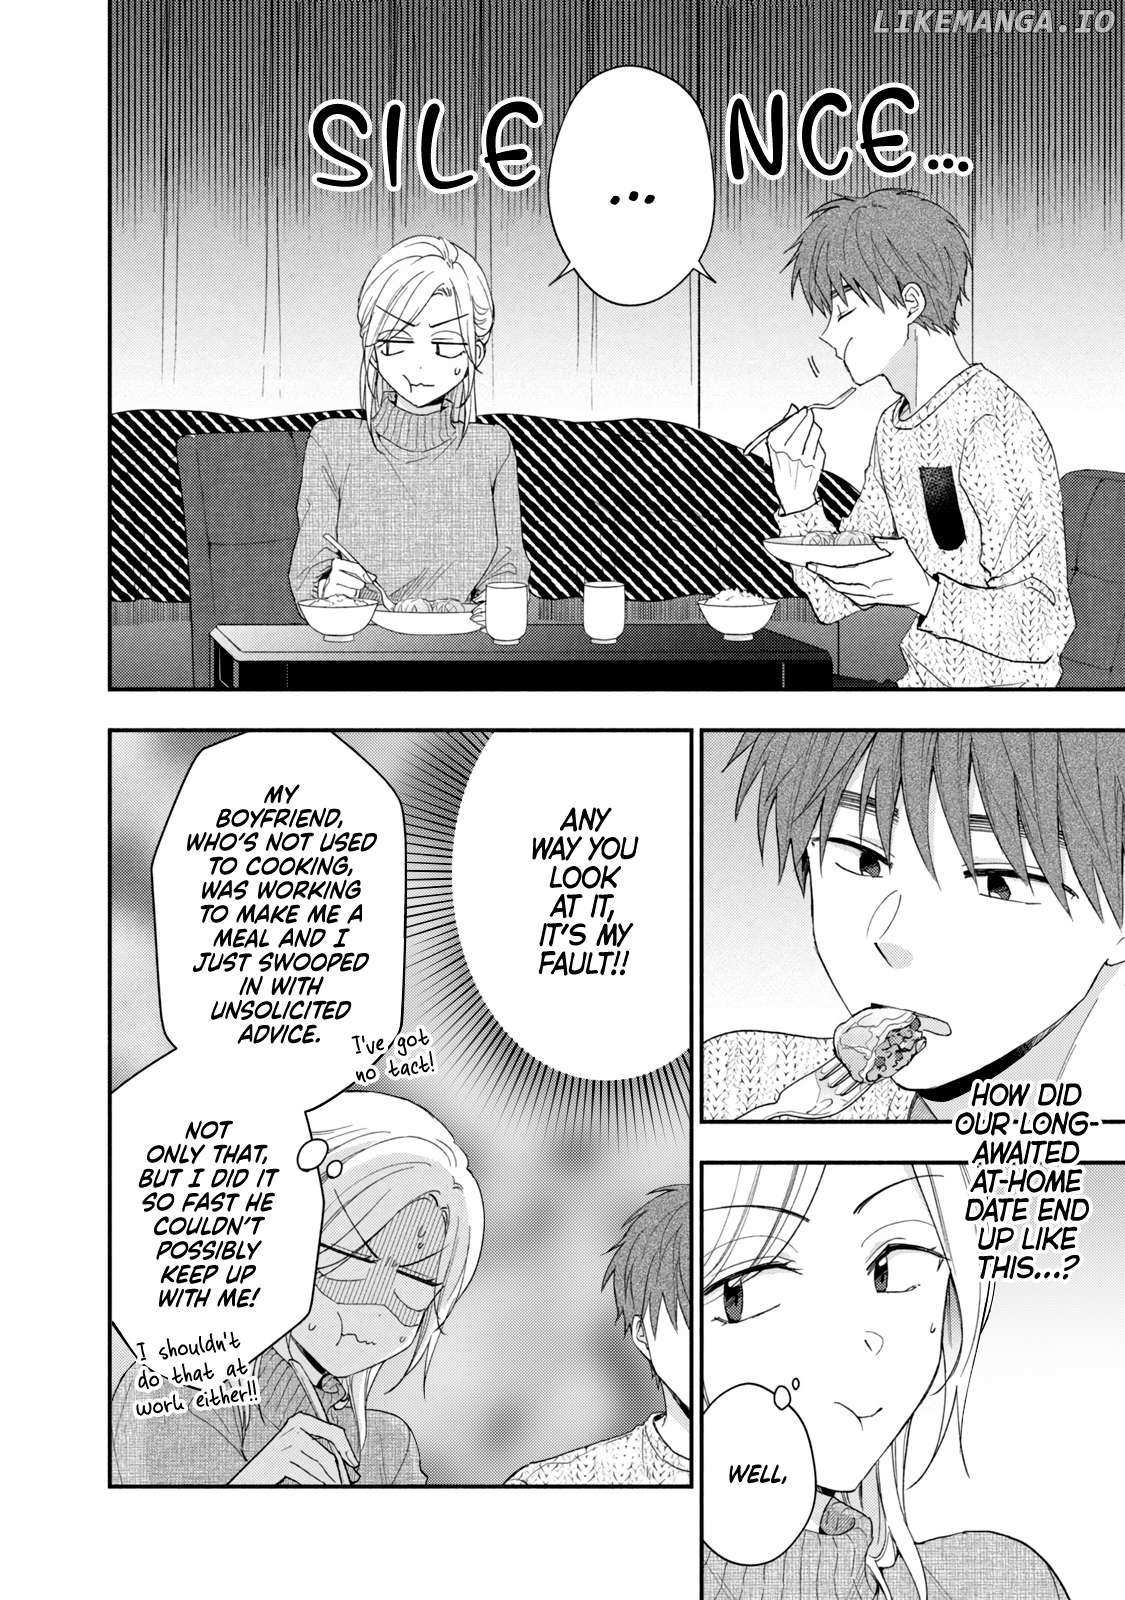 LIKEMANGA.IO
SILE NCE...
...
HOW DID
OUR LONG-
AWAITED
AT-HOME
DATE END
UP LIKE
THIS...?
WELL,
ANY
WAY YOU
LOOK
AT IT,
IT'S MY
FAULT!!
MY
BOYFRIEND,
WHO'S NOT USED
TO COOKING,
WAS WORKING
TO MAKE ME A
MEAL AND I
JUST SWOOPED
IN WITH
UNSOLICITED
ADVICE.
I've got
no tact!
NOT
ONLY THAT,
BUT I DID IT
SO FAST HE
COULDN'T
POSSIBLY
KEEP UP
WITH ME!
I shouldn't
do that at
work either!!